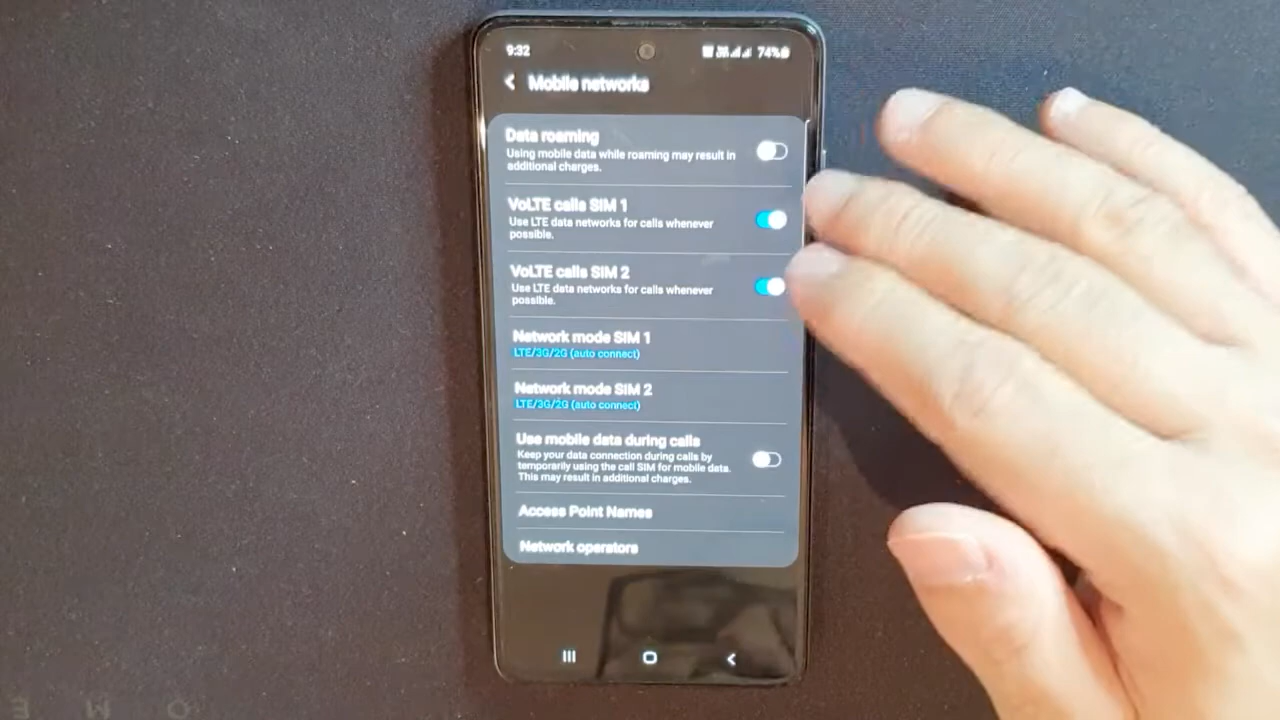 9:32
74%
Mobile networks
Data roaming
Using mobile data while roaming may result in
additional charges.
VoLTE calls SIM 1
Use LTE data networks for calls whenever
possible.
VoLTE calls SIM 2
Use LTE data networks for calls whenever
possible.
Network mode SIM 1
LTE/3G/2G (auto connect)
Network mode SIM 2
LTE/3G/2G (auto connect)
Use mobile data during calls
Keep your data connection during calls by
temporarily using the call SIM for mobile data.
This may result in additional charges.
Access Point Names
Network operators